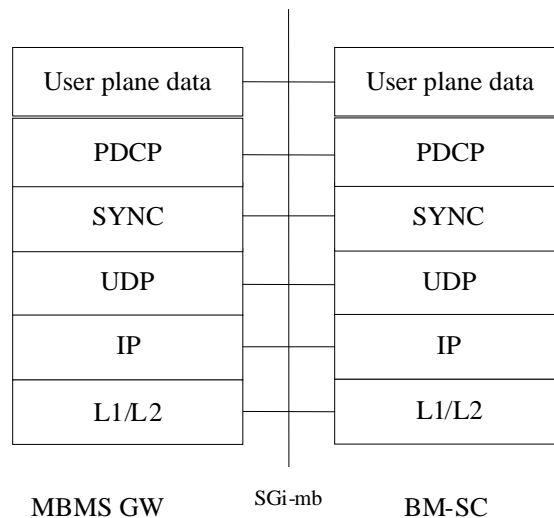 User plane data User plane data
PDCP PDCP
SYNC SYNC
UDP UDP
IP IP
L1/L2 L1/L2
MBMS GW SGi-mb BM-SC